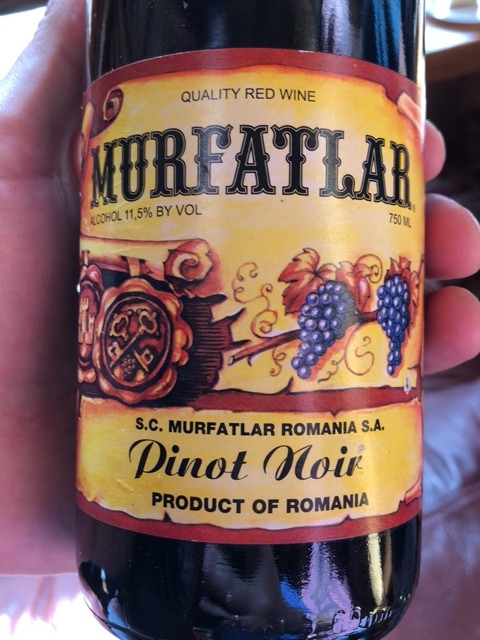 QUALITY RED WINE
MURFATLAR
ALCOHOL 11,5% BY VOL 750 ML
S.C. MURFATLAR ROMANIA S.A.
Pinot Noir
PRODUCT OF ROMANIA